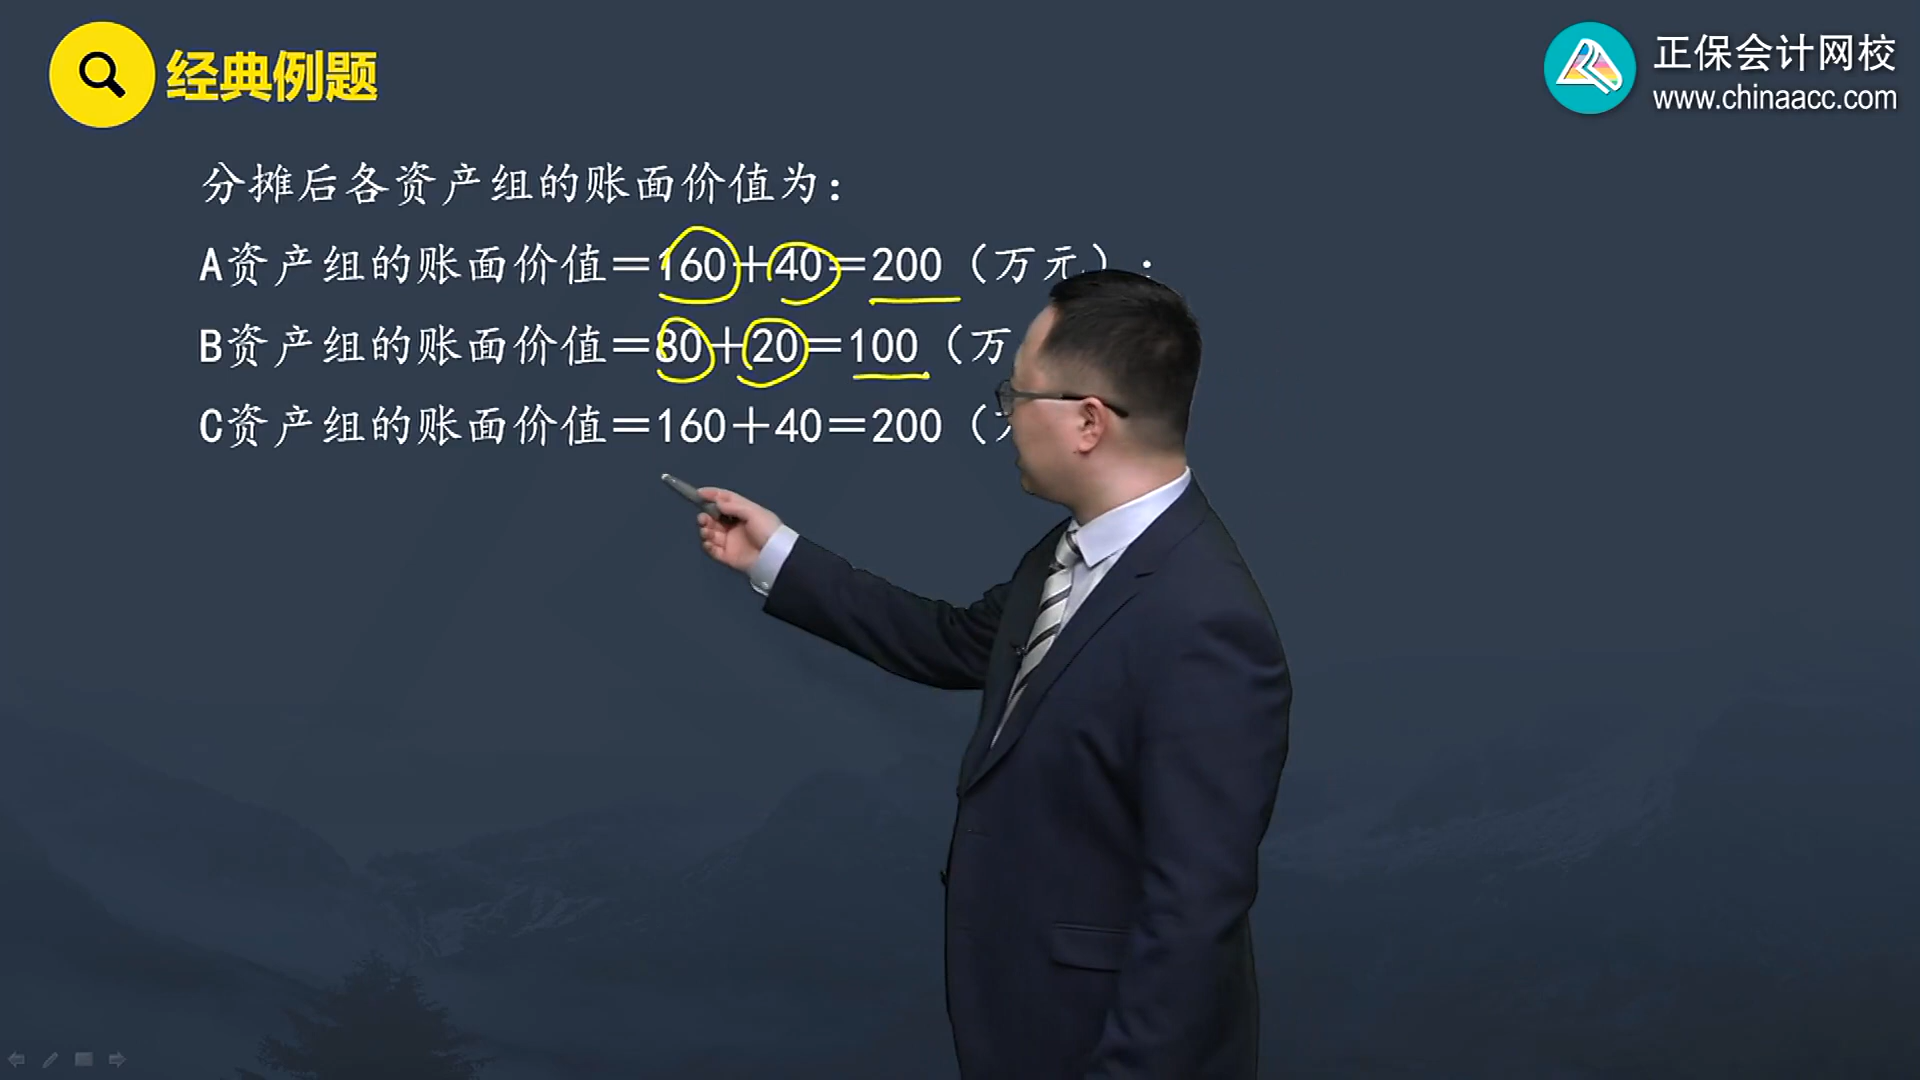 经典例题
正保会计网校
www.chinaacc.com
分摊后各资产组的账面价值为：
A资产组的账面价值＝160＋40＝200（万元）；
B资产组的账面价值＝80＋20＝100（万
C资产组的账面价值＝160＋40＝200（